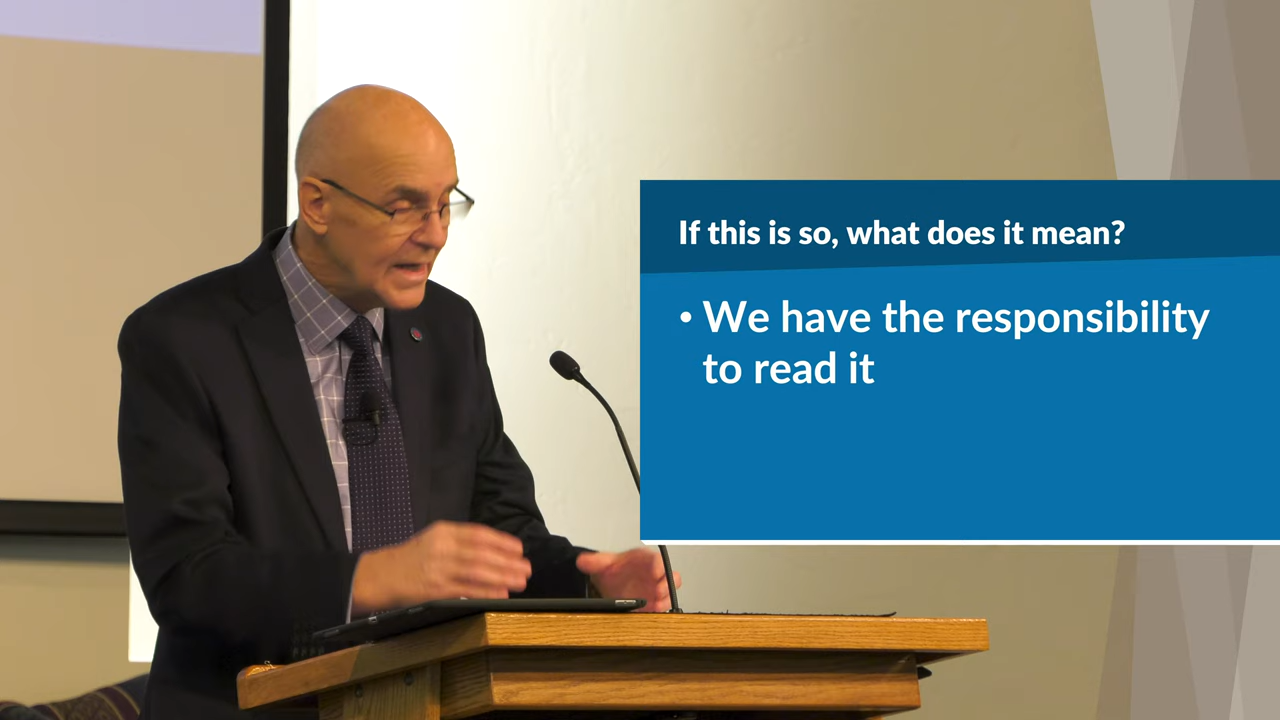 If this is so, what does it mean?
• We have the responsibility
to read it